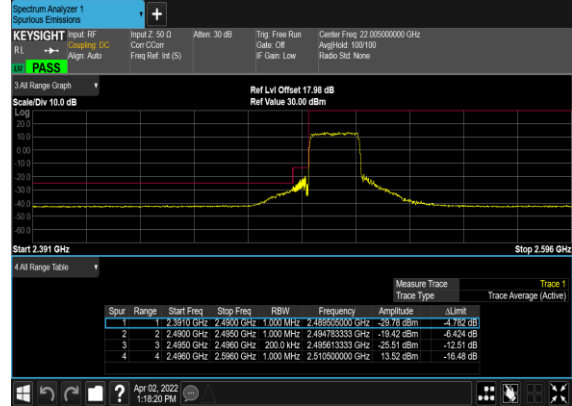 Spectrum Analyzer 1
Spurious Emissions
+
KEYSIGHT Input: RF Input Z: 50 Ω Atten: 30 dB Trig: Free Run Center Freq: 22.005000000 GHz
RL Coupling: DC Corr CCorr Gate: Off Avg|Hold: 100/100
Align: Auto Freq Ref: Int (S) IF Gain: Low Radio Std: None
PASS
3 All Range Graph
Ref Lvl Offset 17.98 dB
Scale/Div 10.0 dB Ref Value 30.00 dBm
Log
20.0
10.0
0.00
-10.0
-20.0
-30.0
-40.0
-50.0
-60.0
Start 2.391 GHz Stop 2.596 GHz
4 All Range Table
Measure Trace Trace 1
Trace Type Trace Average (Active)
Spur Range Start Freq Stop Freq RBW Frequency Amplitude ΔLimit
1 1 2.3910 GHz 2.4900 GHz 1.000 MHz 2.489505000 GHz -29.78 dBm -4.782 dB
2 2 2.4900 GHz 2.4950 GHz 1.000 MHz 2.494783333 GHz -19.42 dBm -6.424 dB
3 3 2.4950 GHz 2.4960 GHz 200.0 kHz 2.495613333 GHz -25.51 dBm -12.51 dB
4 4 2.4960 GHz 2.5960 GHz 1.000 MHz 2.510500000 GHz 13.52 dBm -16.48 dB
? Apr 02, 2022
1:18:20 PM